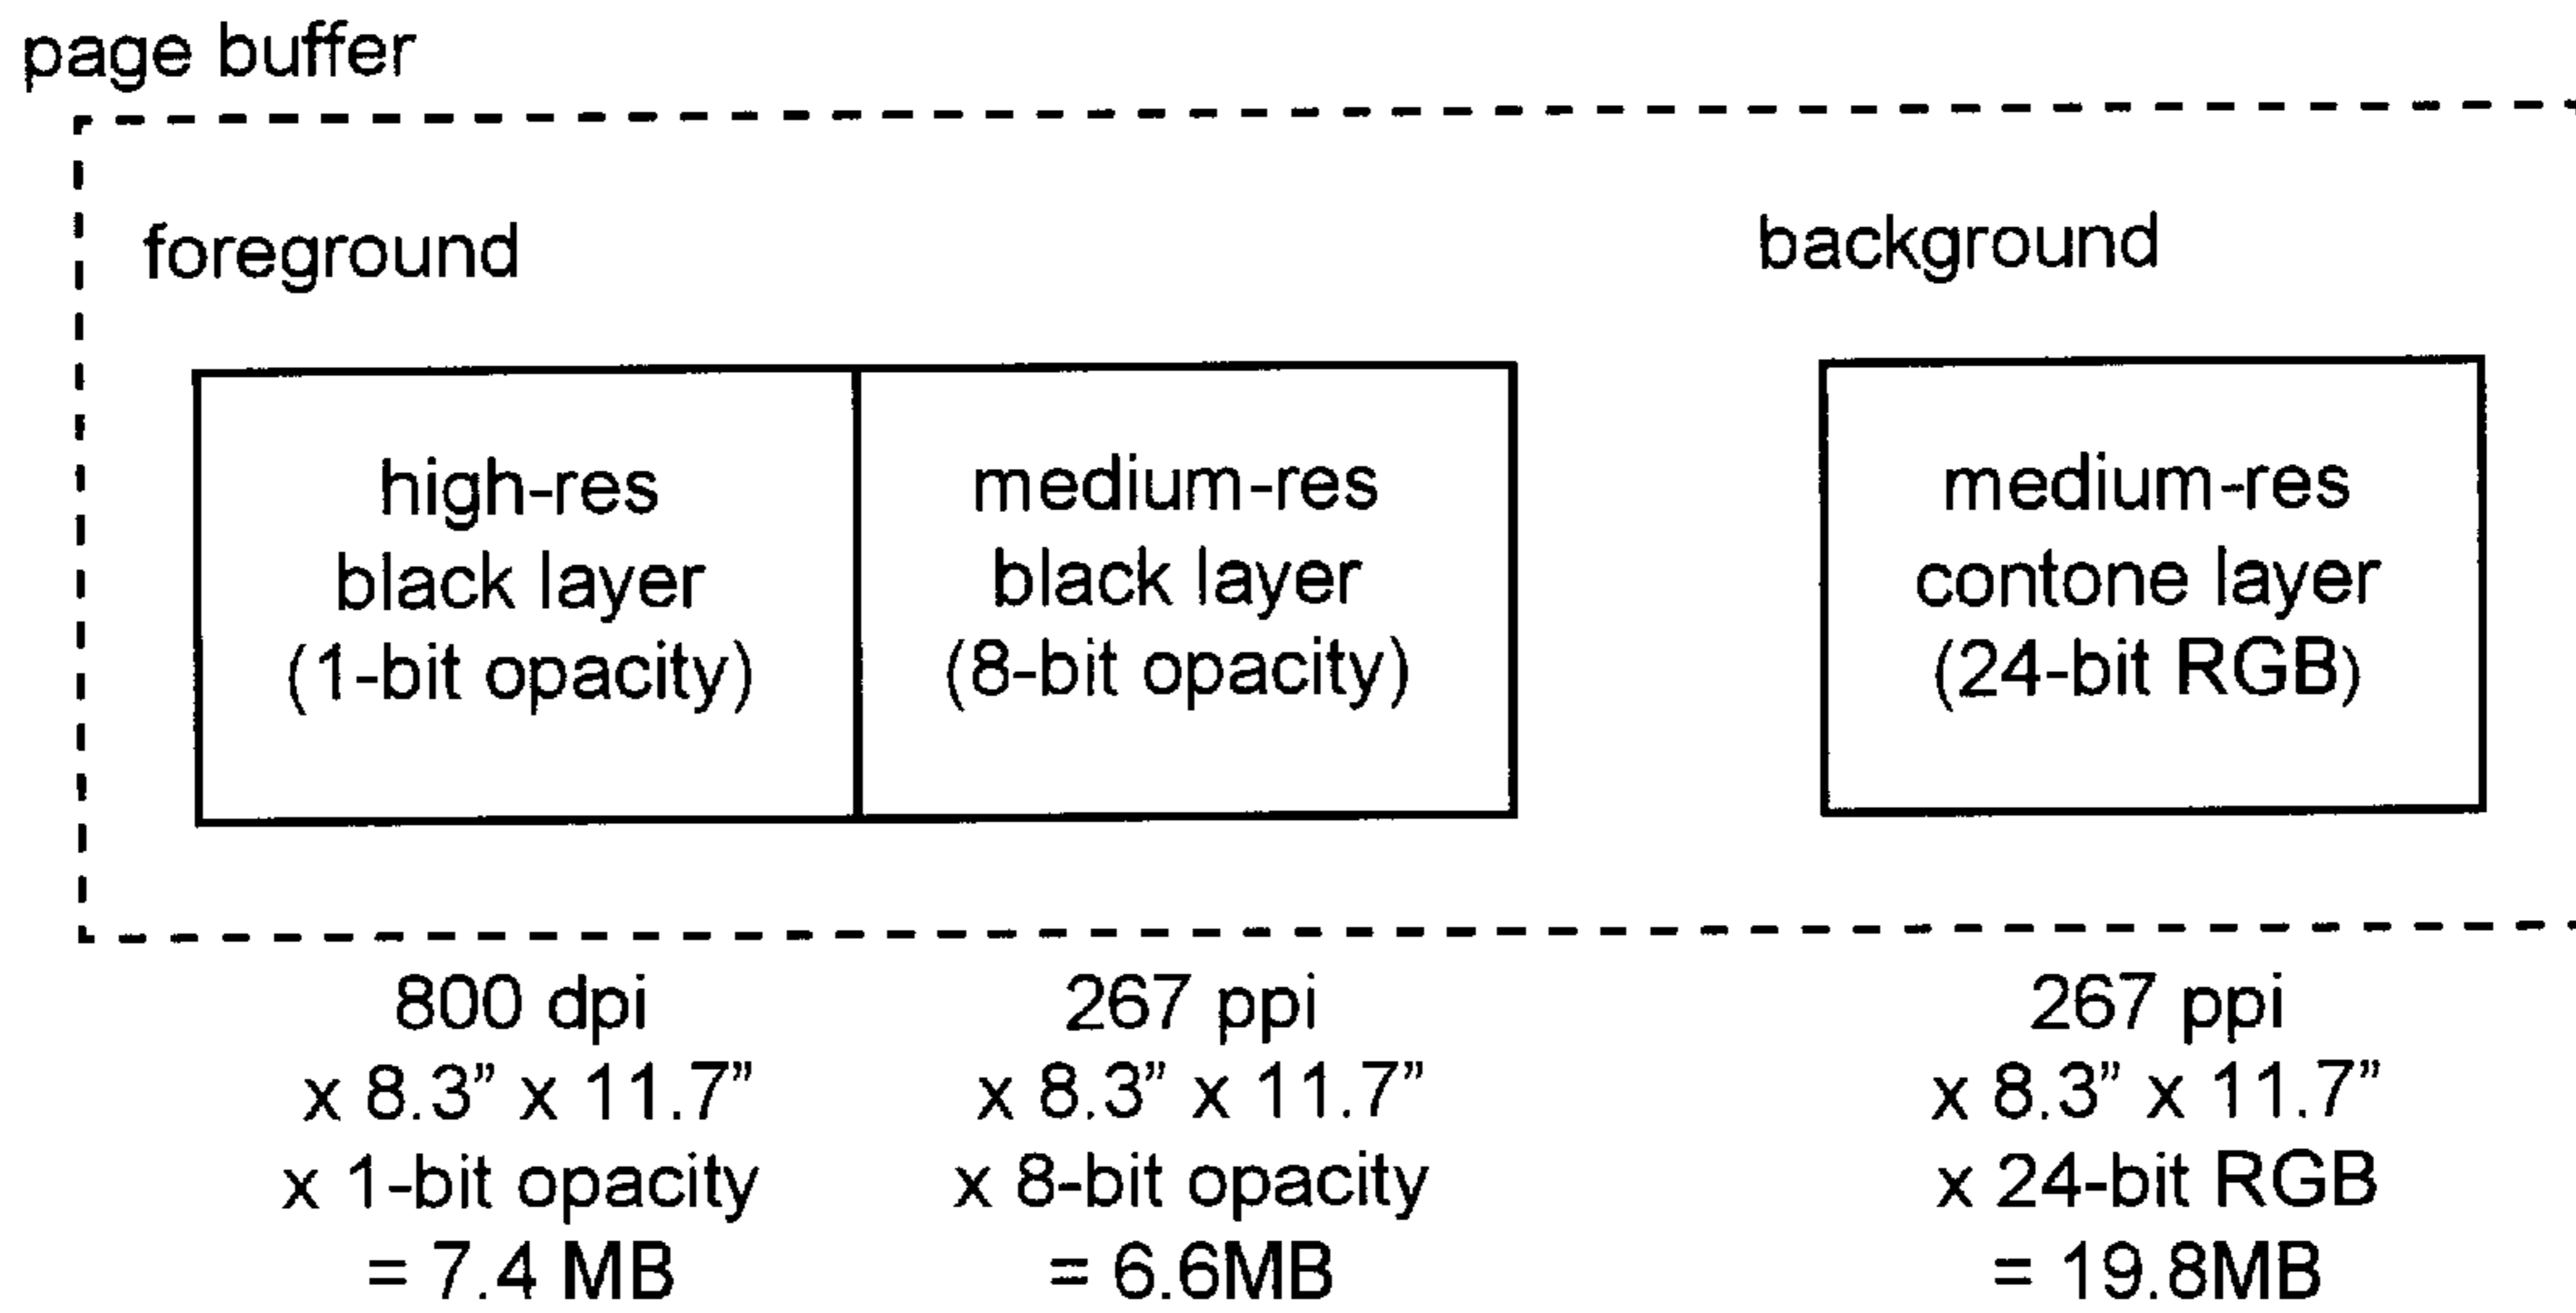 page buffer
foreground
background
high-res
black layer
(1-bit opacity)
medium-res
black layer
(8-bit opacity)
medium-res
contone layer
(24-bit RGB)
800 dpi
x 8.3” x 11.7”
x 1-bit opacity
= 7.4 MB
267 ppi
x 8.3” x 11.7”
x 8-bit opacity
= 6.6MB
267 ppi
x 8.3” x 11.7”
x 24-bit RGB
= 19.8MB